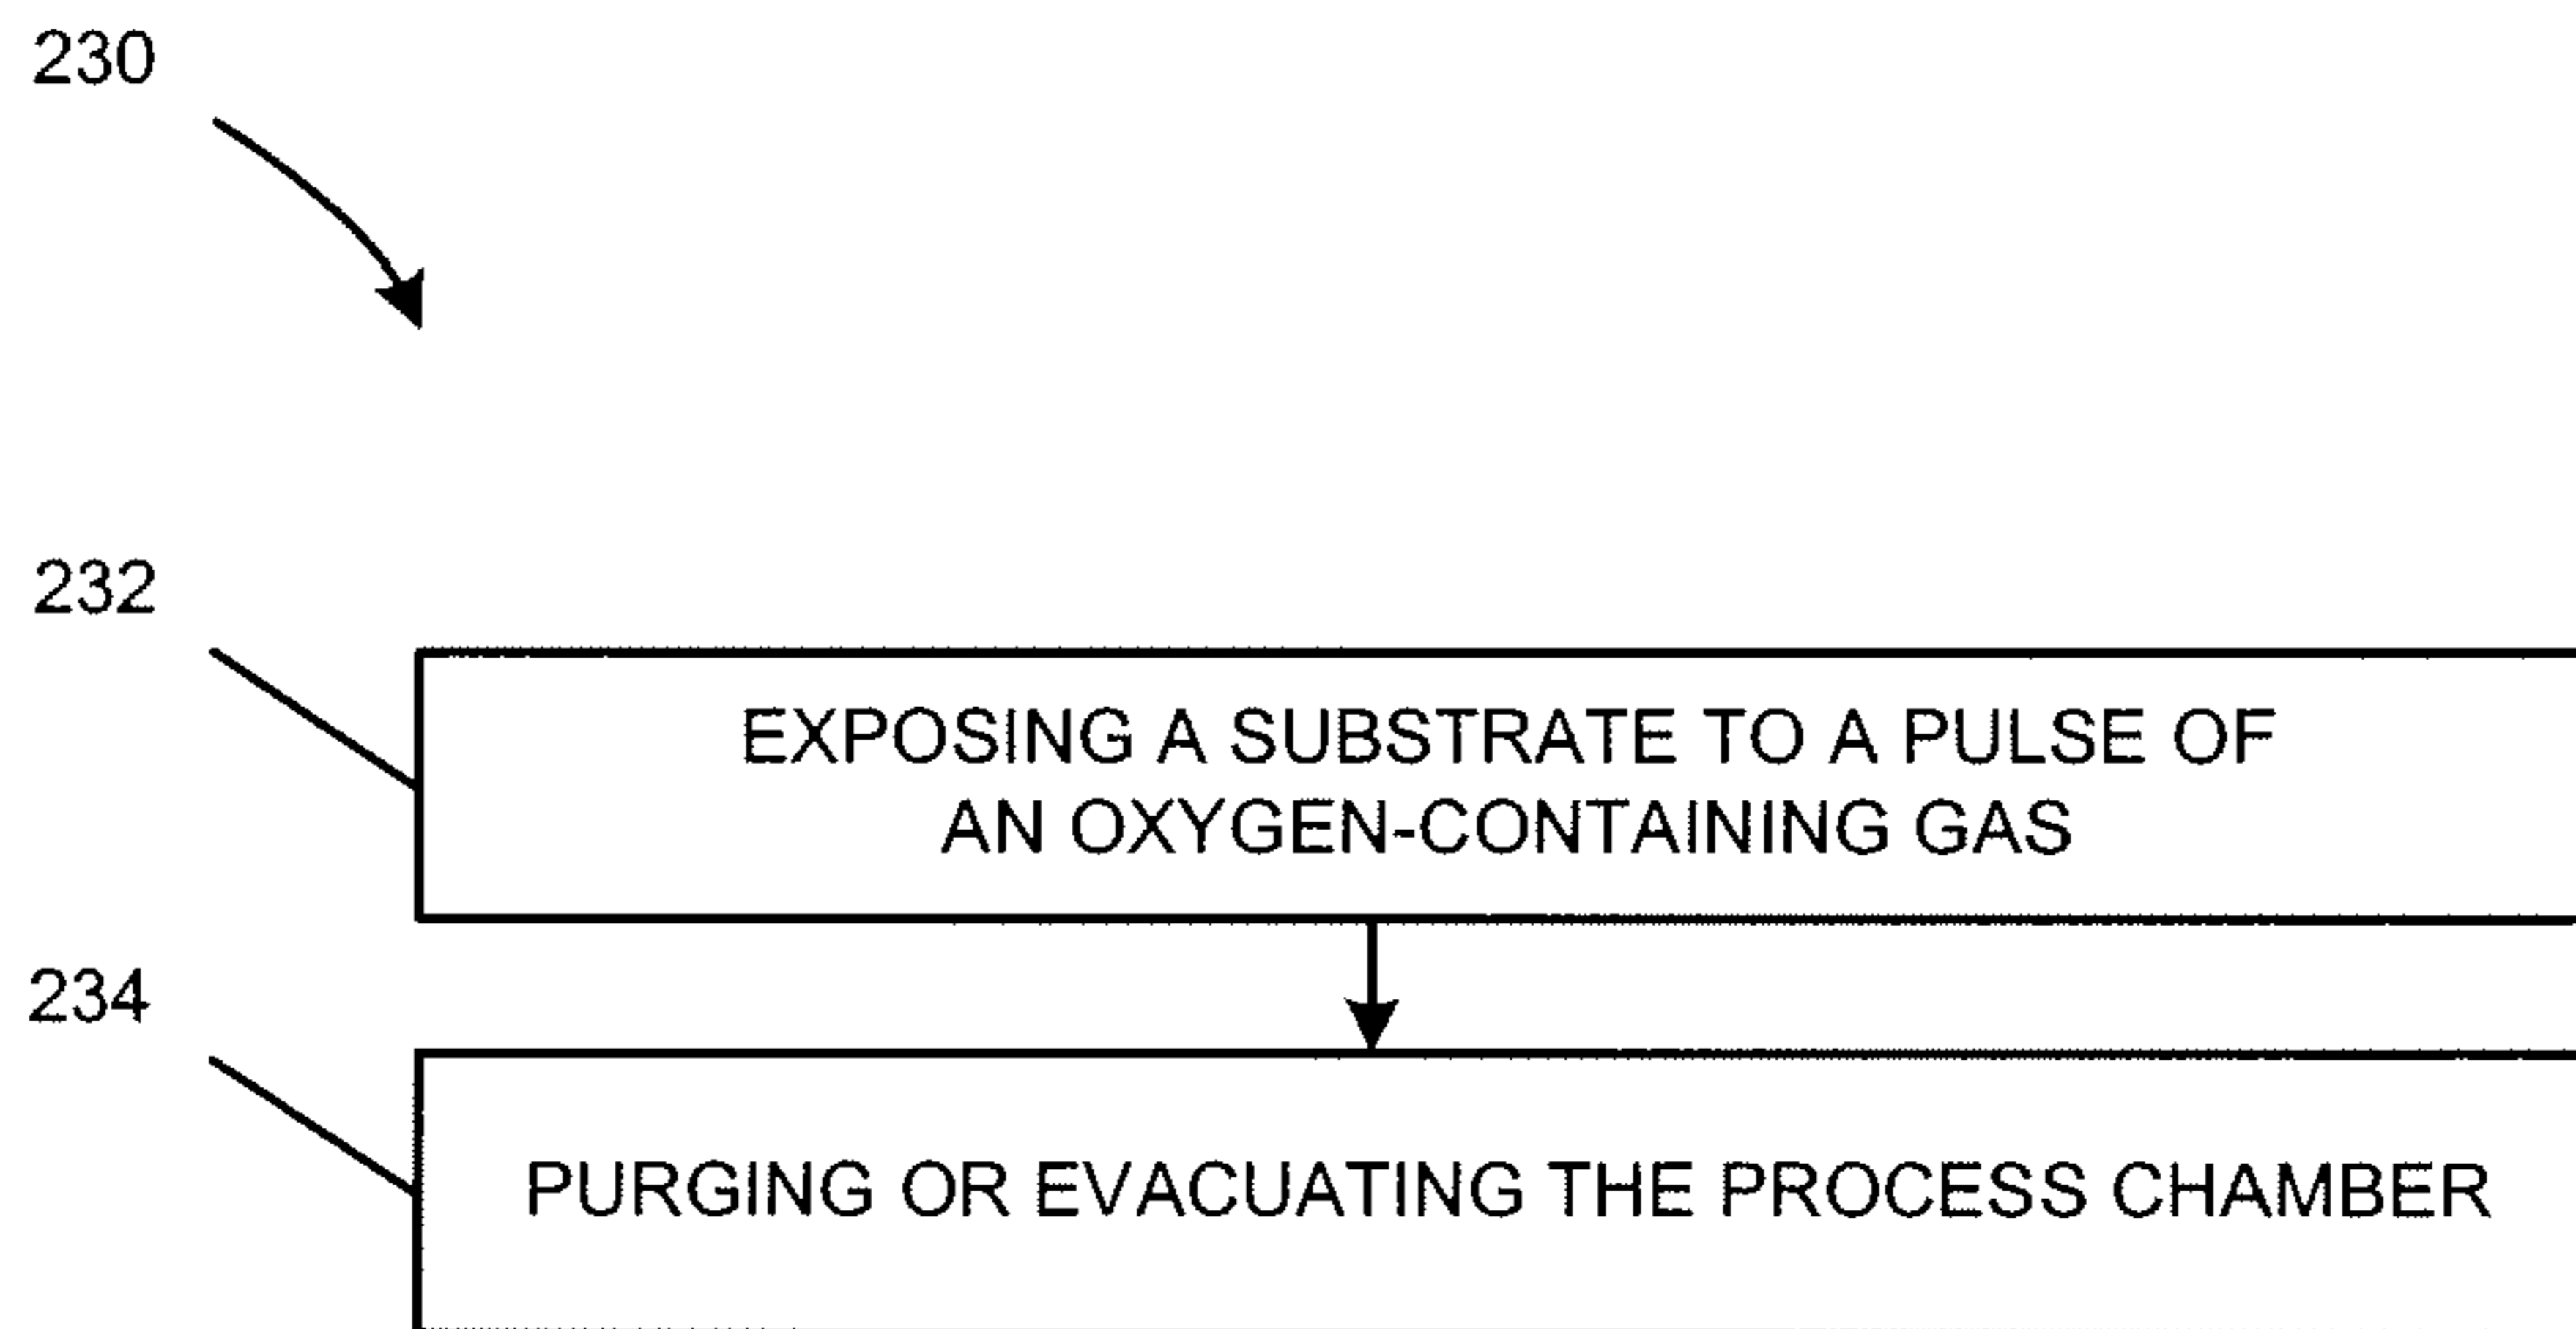 230
232
EXPOSING A SUBSTRATE TO A PULSE OF
AN OXYGEN-CONTAINING GAS
234
PURGING OR EVACUATING THE PROCESS CHAMBER